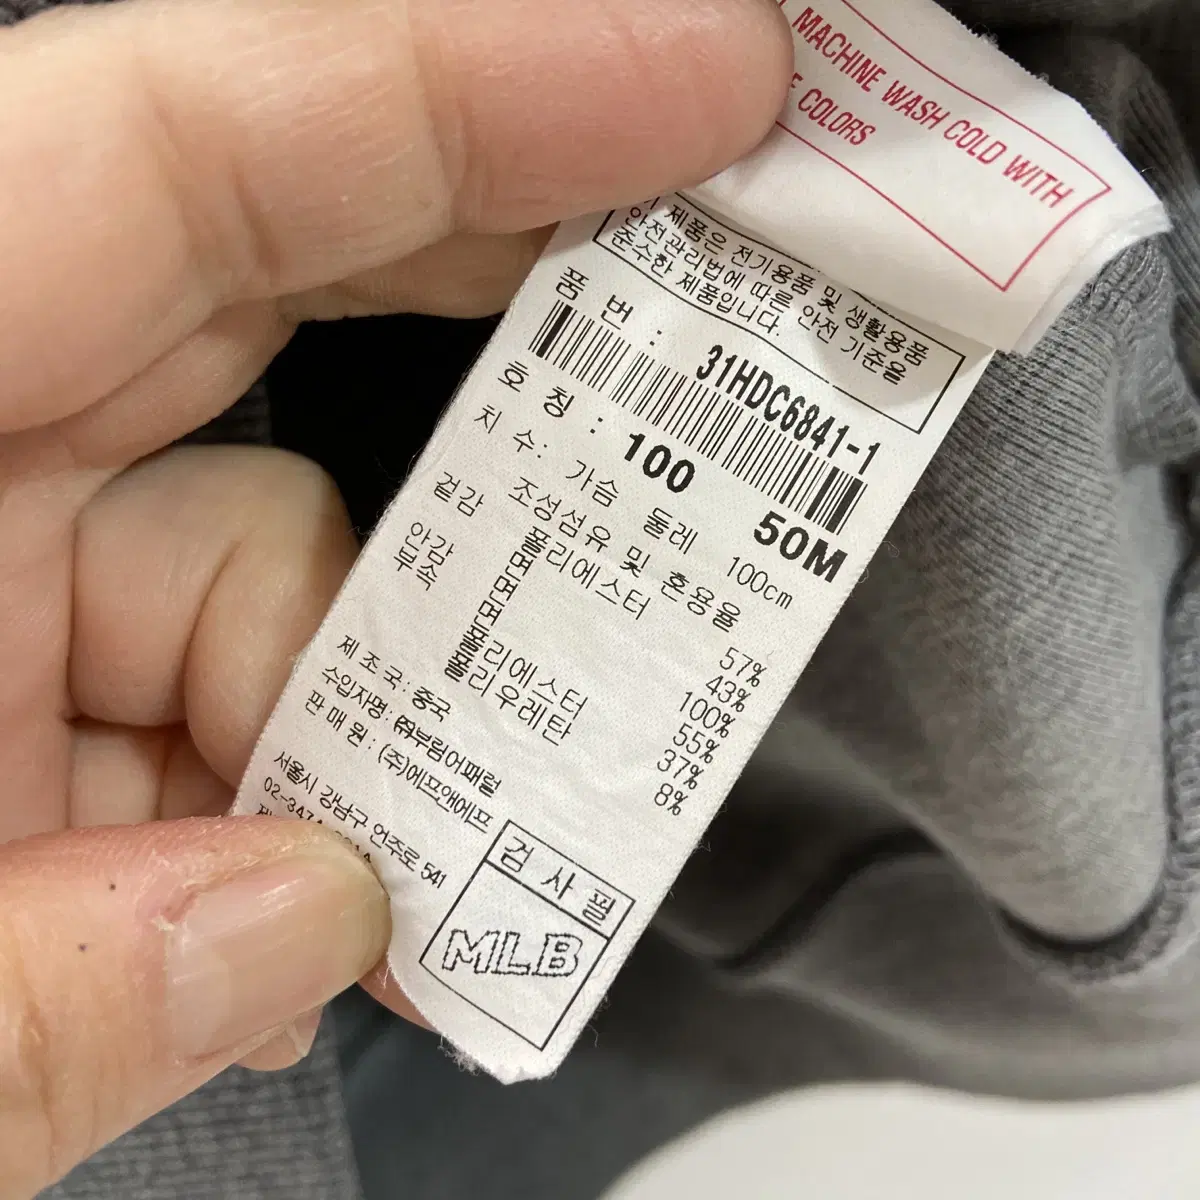 MACHINE WASH COLD WITH
COLORS
제품은 전기용품 및 생활용품
안전관리법에 따른 안전 기준을
준수한 제품입니다.
품 번 : 31HDC6841-1
호 칭 : 100 50M
치 수: 가슴 둘레 100cm
조성섬유 및 혼용율
겉감 폴리에스터 57%
면 43%
안감 면 100%
부속 면 55%
폴리에스터 37%
폴리우레탄 8%
제 조 국 : 중국
수입자명 : ㈜부림어패럴
판 매 원 : (주)에프앤에프
서울시 강남구 언주로 541
02-3474
검 사 필
MLB